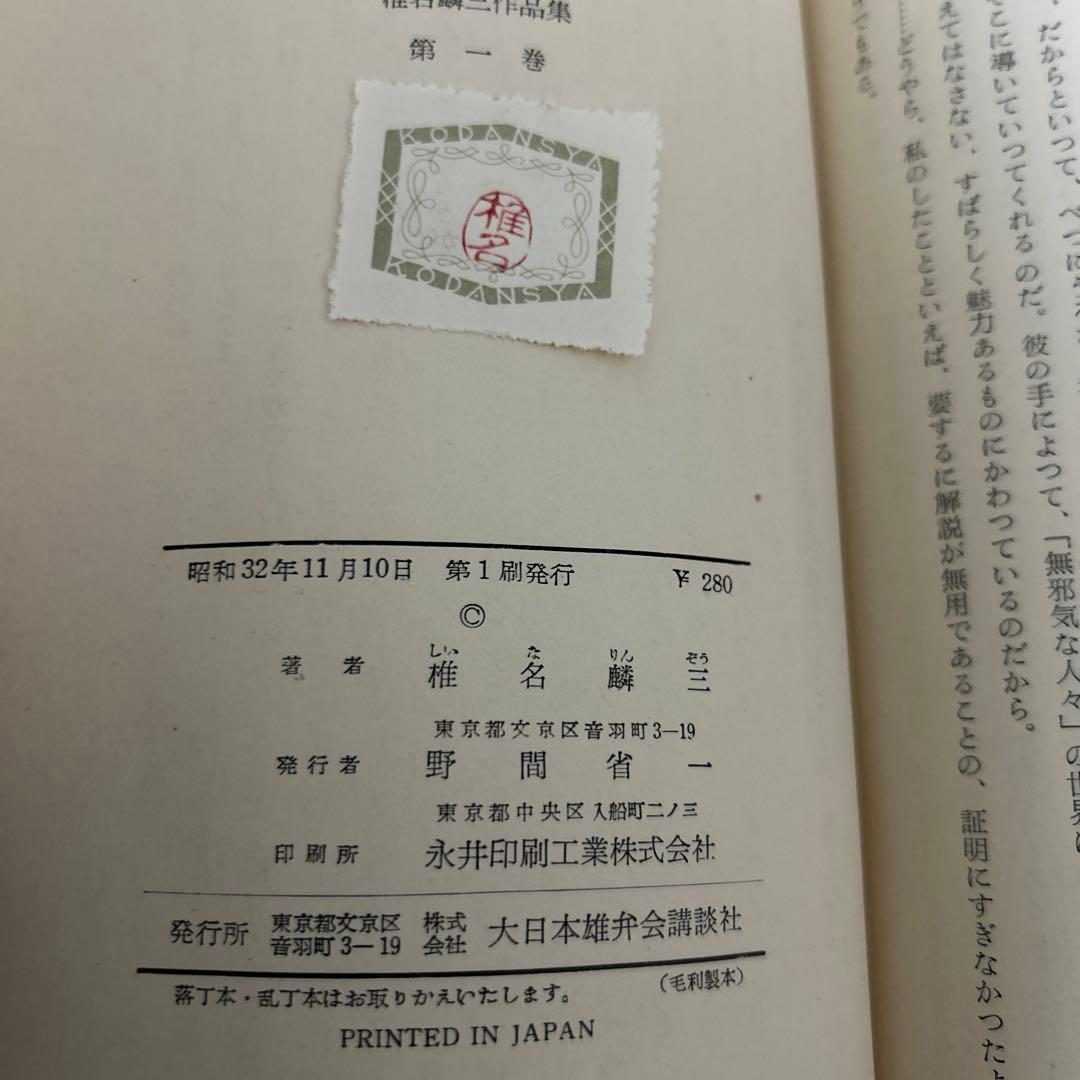 椎名麟三作品集
第一巻
KODANSYA
椎名
KODANSYA
昭和32年11月10日 第1刷発行 ¥280
©
しいなりんぞう
著者 椎名麟三
東京都文京区音羽町3―19
発行者 野間省一
東京都中央区入船町二ノ三
印刷所 永井印刷工業株式会社
発行所 東京都文京区音羽町3―19 株式会社 大日本雄弁会講談社
落丁本・乱丁本はお取りかえいたします。 (毛利製本)
PRINTED IN JAPAN
、だからといって、べつに
こに導いていつてくれるのだ。彼の手によつて、「無邪気な人々」の世界は
えてはなさない、すばらしく魅力あるものにかわつているのだから。
……どうやら、私のしたことといえば、要するに解説が無用であることの、証明にすぎなかつたよ
でもある。